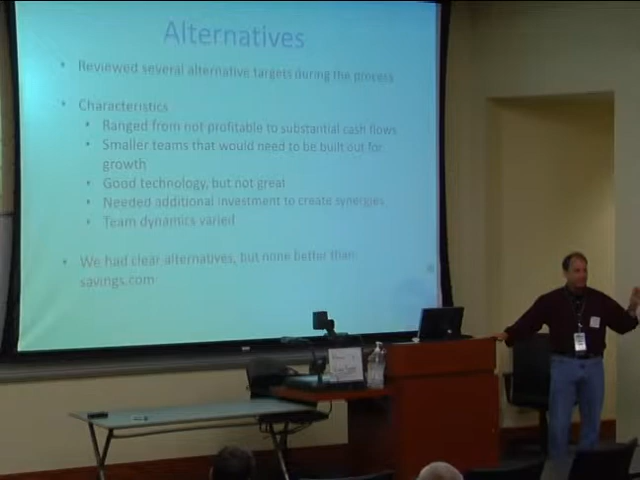 Alternatives
• Reviewed several alternative targets during the process
• Characteristics
• Ranged from not profitable to substantial cash flows
• Smaller teams that would need to be built out for
growth
• Good technology, but not great
• Needed additional investment to create synergies
• Team dynamics varied
• We had clear alternatives, but none better than
savings.com